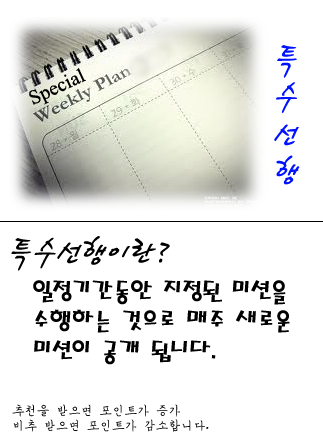 Special
Weekly Plan
28 • 월
29 • 화
30 • 수
특수선행
특수선행이란?
일정기간동안 지정된 미션을
수행하는 것으로 매주 새로운
미션이 공개 됩니다.
추천을 받으면 포인트가 증가
비추 받으면 포인트가 감소합니다.